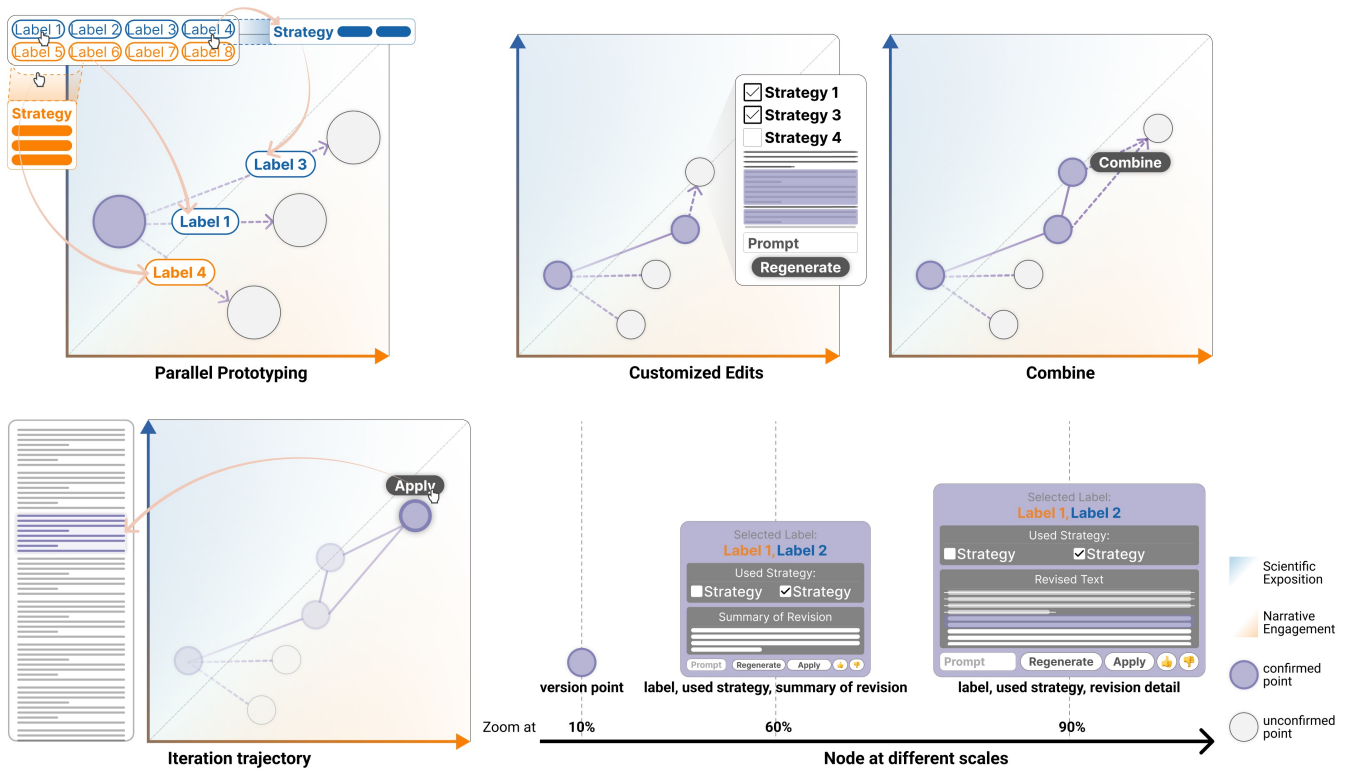 Label 1 Label 2 Label 3 Label 4
Label 5 Label 6 Label 7 Label 8
Strategy
Strategy
Label 3
Label 1
Label 4
Parallel Prototyping
Strategy 1
Strategy 3
Strategy 4
Prompt
Regenerate
Customized Edits
Combine
Combine
Apply
Iteration trajectory
version point
Selected Label:
Label 1, Label 2
Used Strategy:
Strategy Strategy
Summary of Revision
Prompt Regenerate Apply
label, used strategy, summary of revision
Selected Label:
Label 1, Label 2
Used Strategy:
Strategy Strategy
Revised Text
Prompt Regenerate Apply
label, used strategy, revision detail
Zoom at 10% 60% 90%
Node at different scales
Scientific
Exposition
Narrative
Engagement
confirmed
point
unconfirmed
point